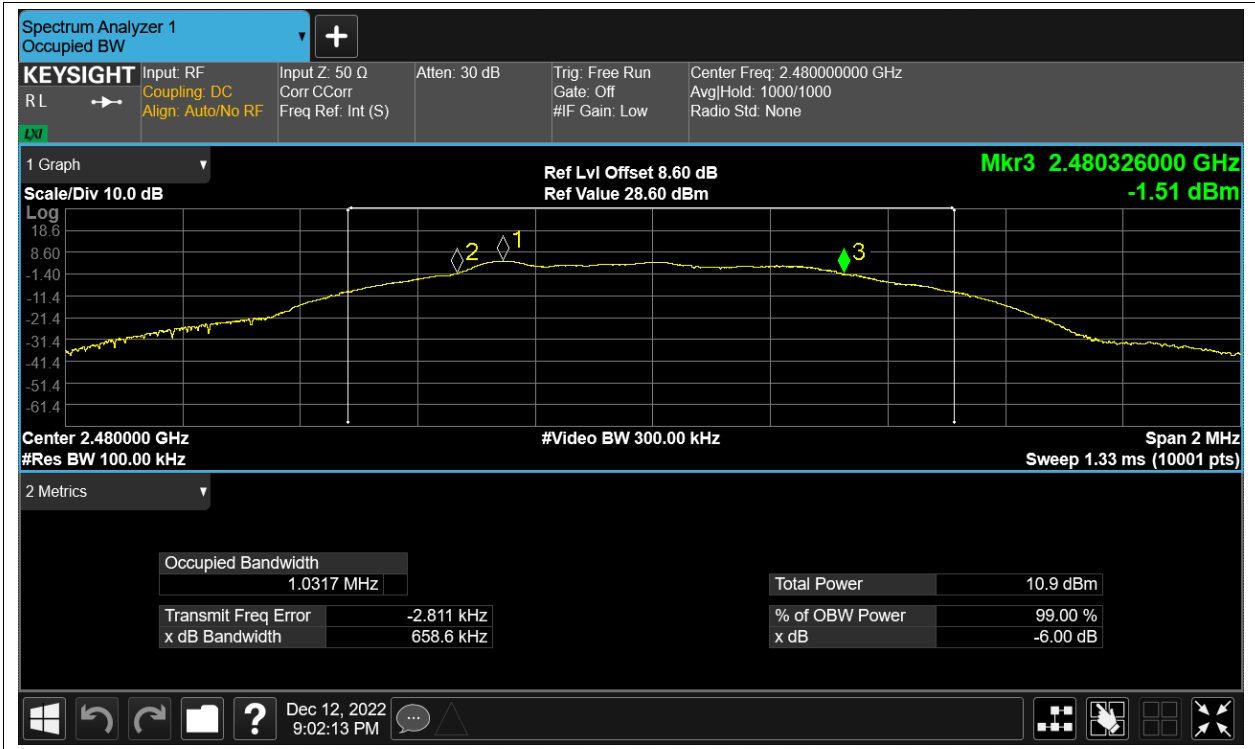 Spectrum Analyzer 1
Occupied BW
KEYSIGHT
R L
LXI
Input: RF
Coupling: DC
Align: Auto/No RF
Input Z: 50 Ω
Corr CCorr
Freq Ref: Int (S)
Atten: 30 dB
Trig: Free Run
Gate: Off
#IF Gain: Low
Center Freq: 2.480000000 GHz
Avg|Hold: 1000/1000
Radio Std: None
1 Graph
Scale/Div 10.0 dB
Ref Lvl Offset 8.60 dB
Ref Value 28.60 dBm
Mkr3 2.480326000 GHz
-1.51 dBm
Log
18.6
8.60
-1.40
-11.4
-21.4
-31.4
-41.4
-51.4
-61.4
2
1
3
Center 2.480000 GHz
#Res BW 100.00 kHz
#Video BW 300.00 kHz
Span 2 MHz
Sweep 1.33 ms (10001 pts)
2 Metrics
Occupied Bandwidth
1.0317 MHz
Transmit Freq Error -2.811 kHz
x dB Bandwidth 658.6 kHz
Total Power 10.9 dBm
% of OBW Power 99.00 %
x dB -6.00 dB
?
Dec 12, 2022
9:02:13 PM